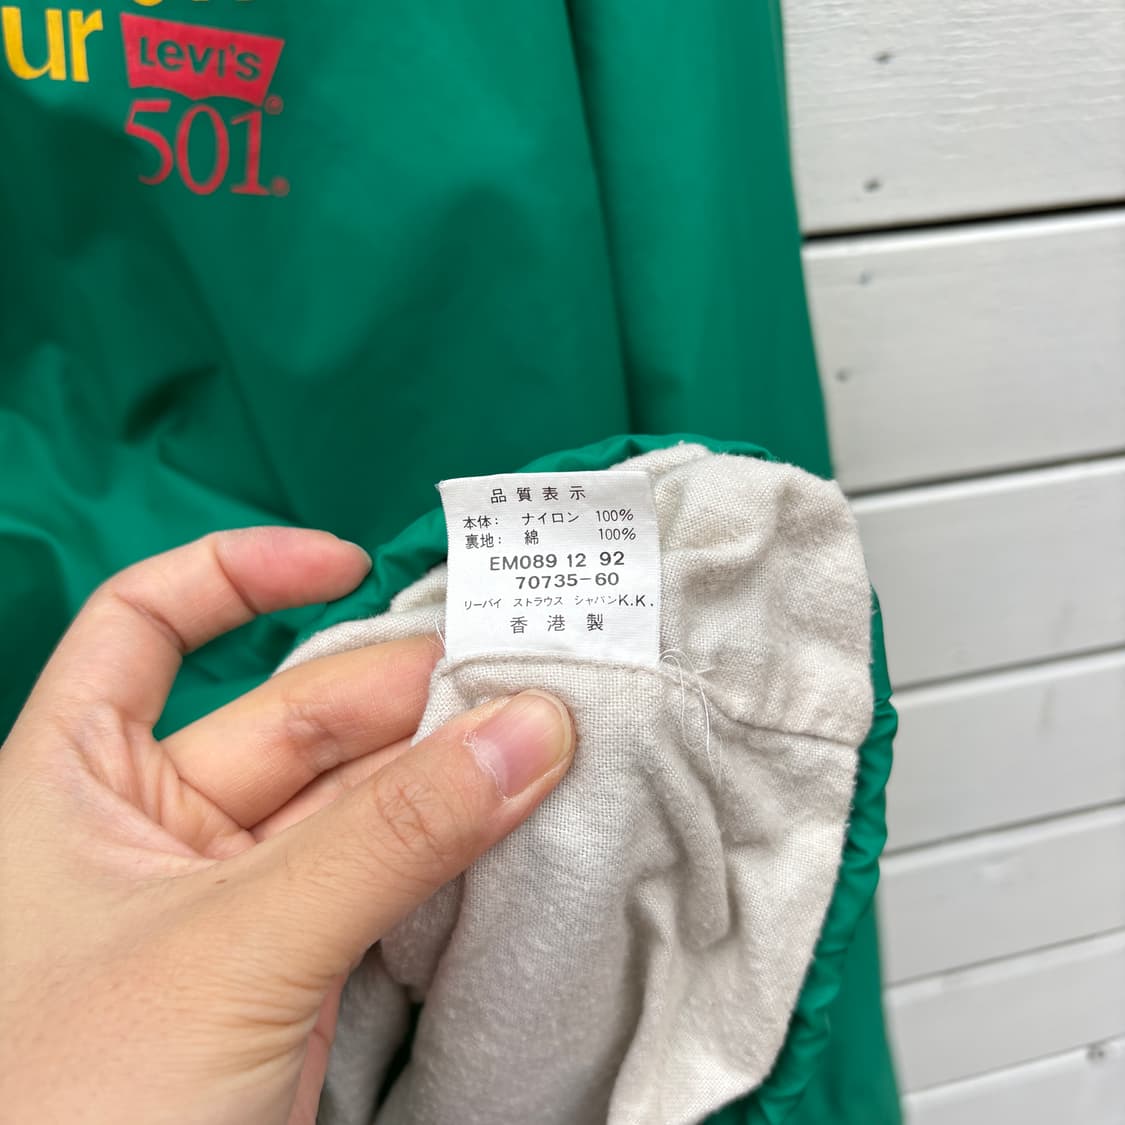 ur
Levi's
501®
品質表示
本体: ナイロン 100%
裏地: 綿 100%
EM089 12 92
70735-60
リーバイ ストラウス ジャパンK.K.
香港製